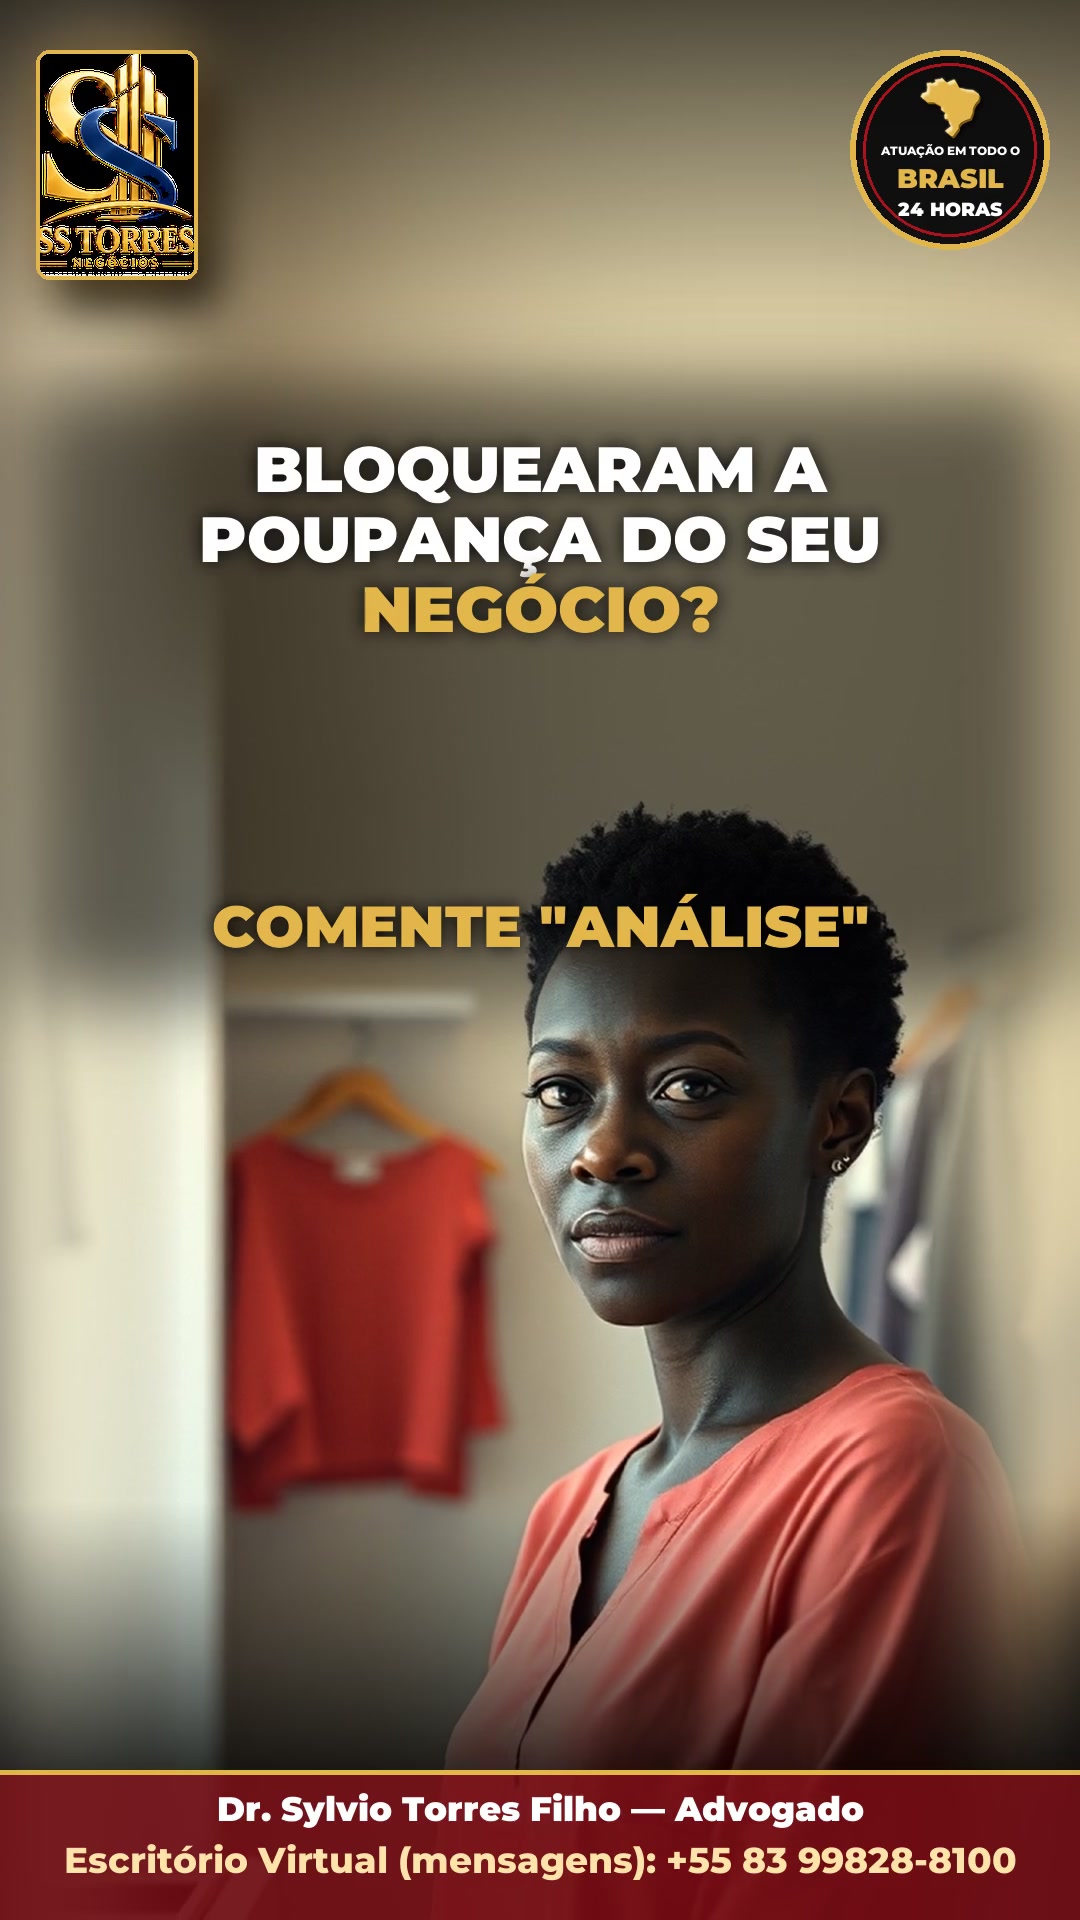 SS TORRES
NEGÓCIOS
ATUAÇÃO EM TODO O
BRASIL
24 HORAS
BLOQUEARAM A
POUPANÇA DO SEU
NEGÓCIO?
COMENTE "ANÁLISE"
Dr. Sylvio Torres Filho — Advogado
Escritório Virtual (mensagens): +55 83 99828-8100